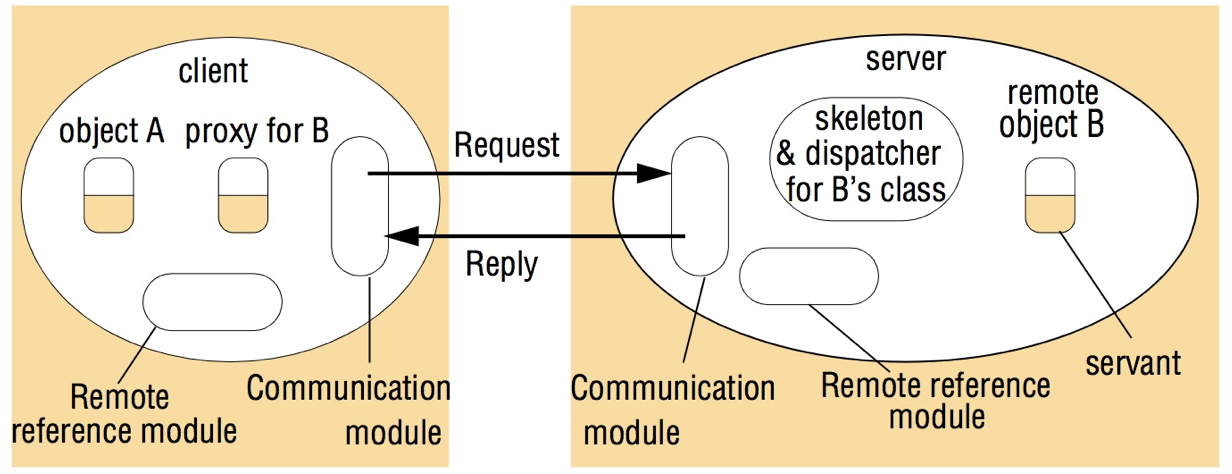 client
object A
proxy for B
Remote
reference module
Communication
module
Request
Reply
server
skeleton
& dispatcher
for B's class
remote
object B
Communication
module
Remote reference
module
servant